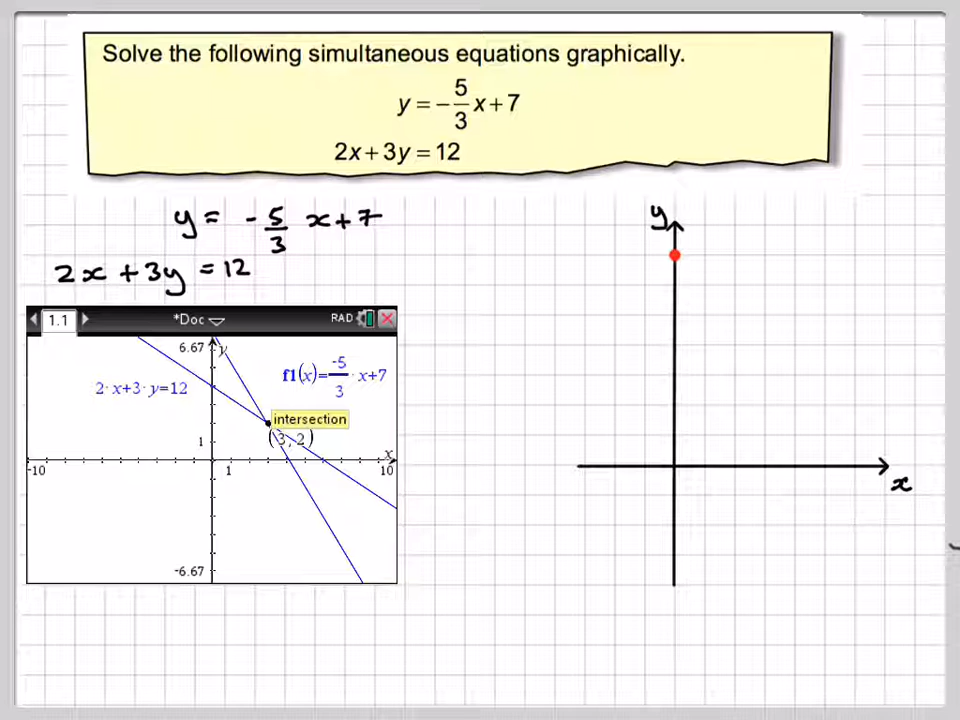 Solve the following simultaneous equations graphically.
y = -5/3 x + 7
2x + 3y = 12
y = -5/3 x + 7
2x + 3y = 12
1.1 *Doc RAD
6.67 y
2·x+3·y=12 f1(x)=-5/3·x+7
intersection
(3,2)
1
-10 1 x 10
-6.67
y
x